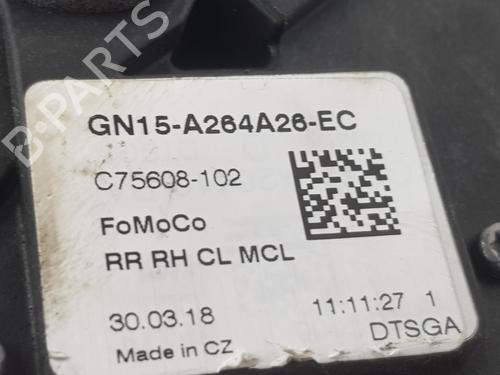 B-PARTS
GN15-A264A26-EC
C75608-102
FoMoCo
RR RH CL MCL
30.03.18
11:11:27 1
Made in CZ
DTSGA